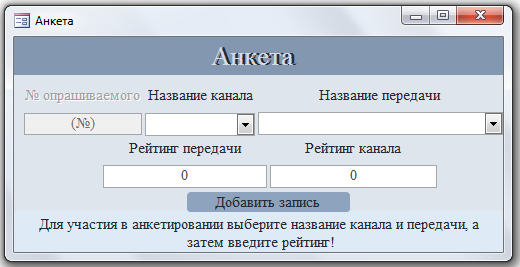 Анкета
Анкета
№ опрашиваемого Название канала Название передачи
(№)
Рейтинг передачи Рейтинг канала
0 0
Добавить запись
Для участия в анкетировании выберите название канала и передачи, а
затем введите рейтинг!